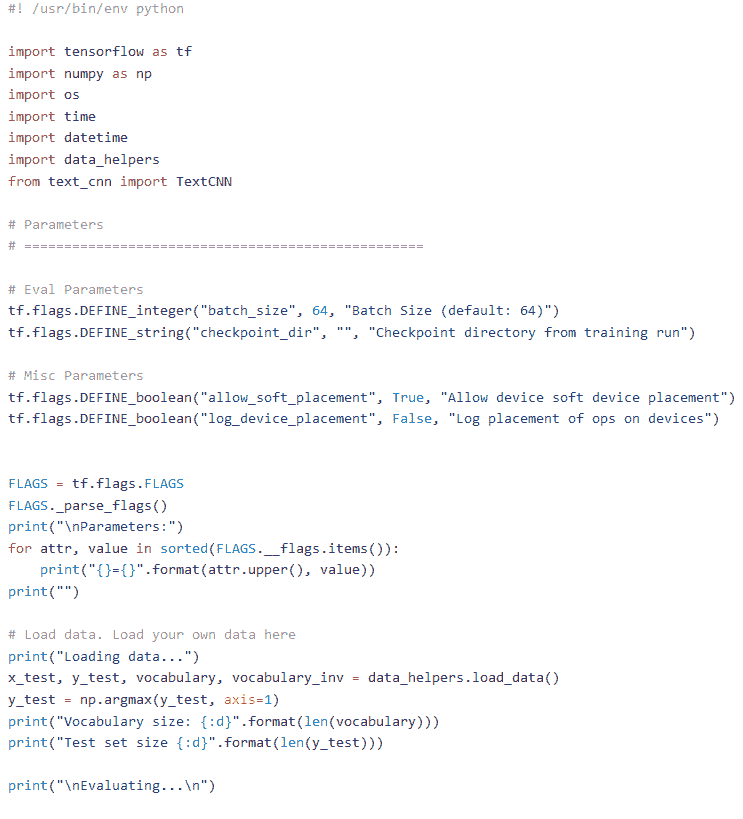 #! /usr/bin/env python
import tensorflow as tf
import numpy as np
import os
import time
import datetime
import data_helpers
from text_cnn import TextCNN
# Parameters
# ==================================================
# Eval Parameters
tf.flags.DEFINE_integer("batch_size", 64, "Batch Size (default: 64)")
tf.flags.DEFINE_string("checkpoint_dir", "", "Checkpoint directory from training run")
# Misc Parameters
tf.flags.DEFINE_boolean("allow_soft_placement", True, "Allow device soft device placement")
tf.flags.DEFINE_boolean("log_device_placement", False, "Log placement of ops on devices")
FLAGS = tf.flags.FLAGS
FLAGS._parse_flags()
print("\nParameters:")
for attr, value in sorted(FLAGS.__flags.items()):
    print("{}={}".format(attr.upper(), value))
print("")
# Load data. Load your own data here
print("Loading data...")
x_test, y_test, vocabulary, vocabulary_inv = data_helpers.load_data()
y_test = np.argmax(y_test, axis=1)
print("Vocabulary size: {:d}".format(len(vocabulary)))
print("Test set size {:d}".format(len(y_test)))
print("\nEvaluating...\n")